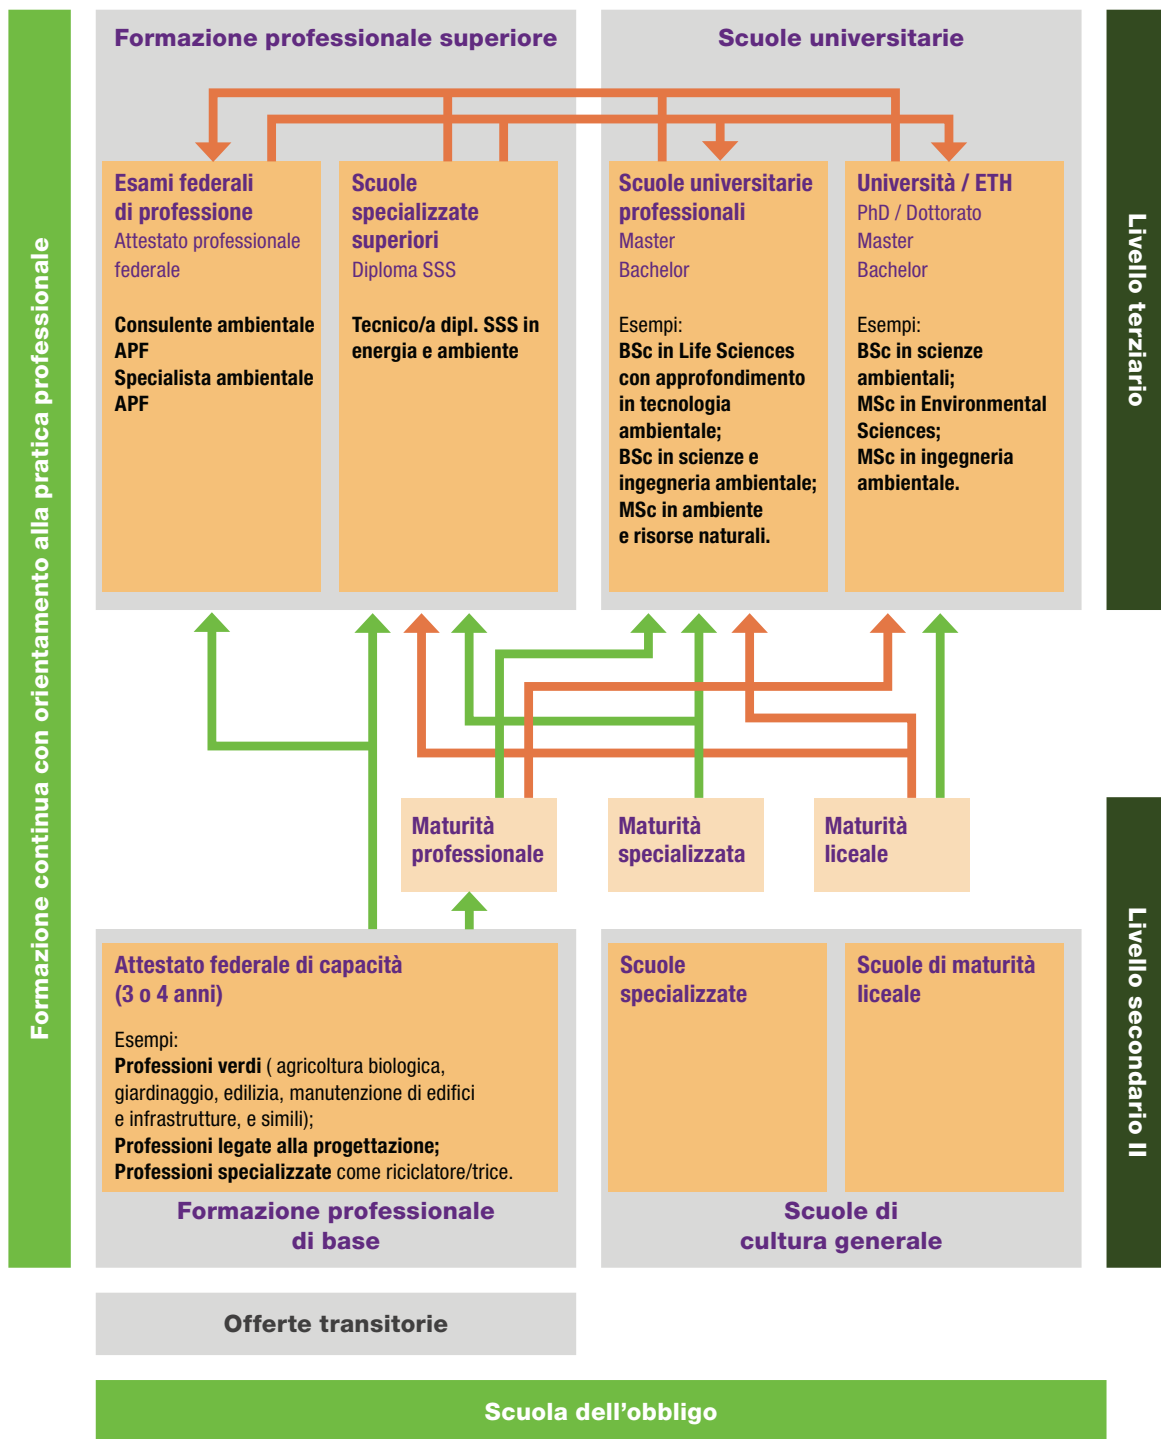 Formazione continua con orientamento alla pratica professionale
Formazione professionale superiore
Scuole universitarie
Livello terziario
Esami federali
di professione
Attestato professionale
federale
Consulente ambientale
APF
Specialista ambientale
APF
Scuole
specializzate
superiori
Diploma SSS
Tecnico/a dipl. SSS in
energia e ambiente
Scuole universitarie
professionali
Master
Bachelor
Esempi:
BSc in Life Sciences
con approfondimento
in tecnologia
ambientale;
BSc in scienze e
ingegneria ambientale;
MSc in ambiente
e risorse naturali.
Università / ETH
PhD / Dottorato
Master
Bachelor
Esempi:
BSc in scienze
ambientali;
MSc in Environmental
Sciences;
MSc in ingegneria
ambientale.
Maturità
professionale
Maturità
specializzata
Maturità
liceale
Livello secondario II
Attestato federale di capacità
(3 o 4 anni)
Esempi:
Professioni verdi ( agricoltura biologica,
giardinaggio, edilizia, manutenzione di edifici
e infrastrutture, e simili);
Professioni legate alla progettazione;
Professioni specializzate come riciclatore/trice.
Formazione professionale
di base
Scuole
specializzate
Scuole di maturità
liceale
Scuole di
cultura generale
Offerte transitorie
Scuola dell'obbligo